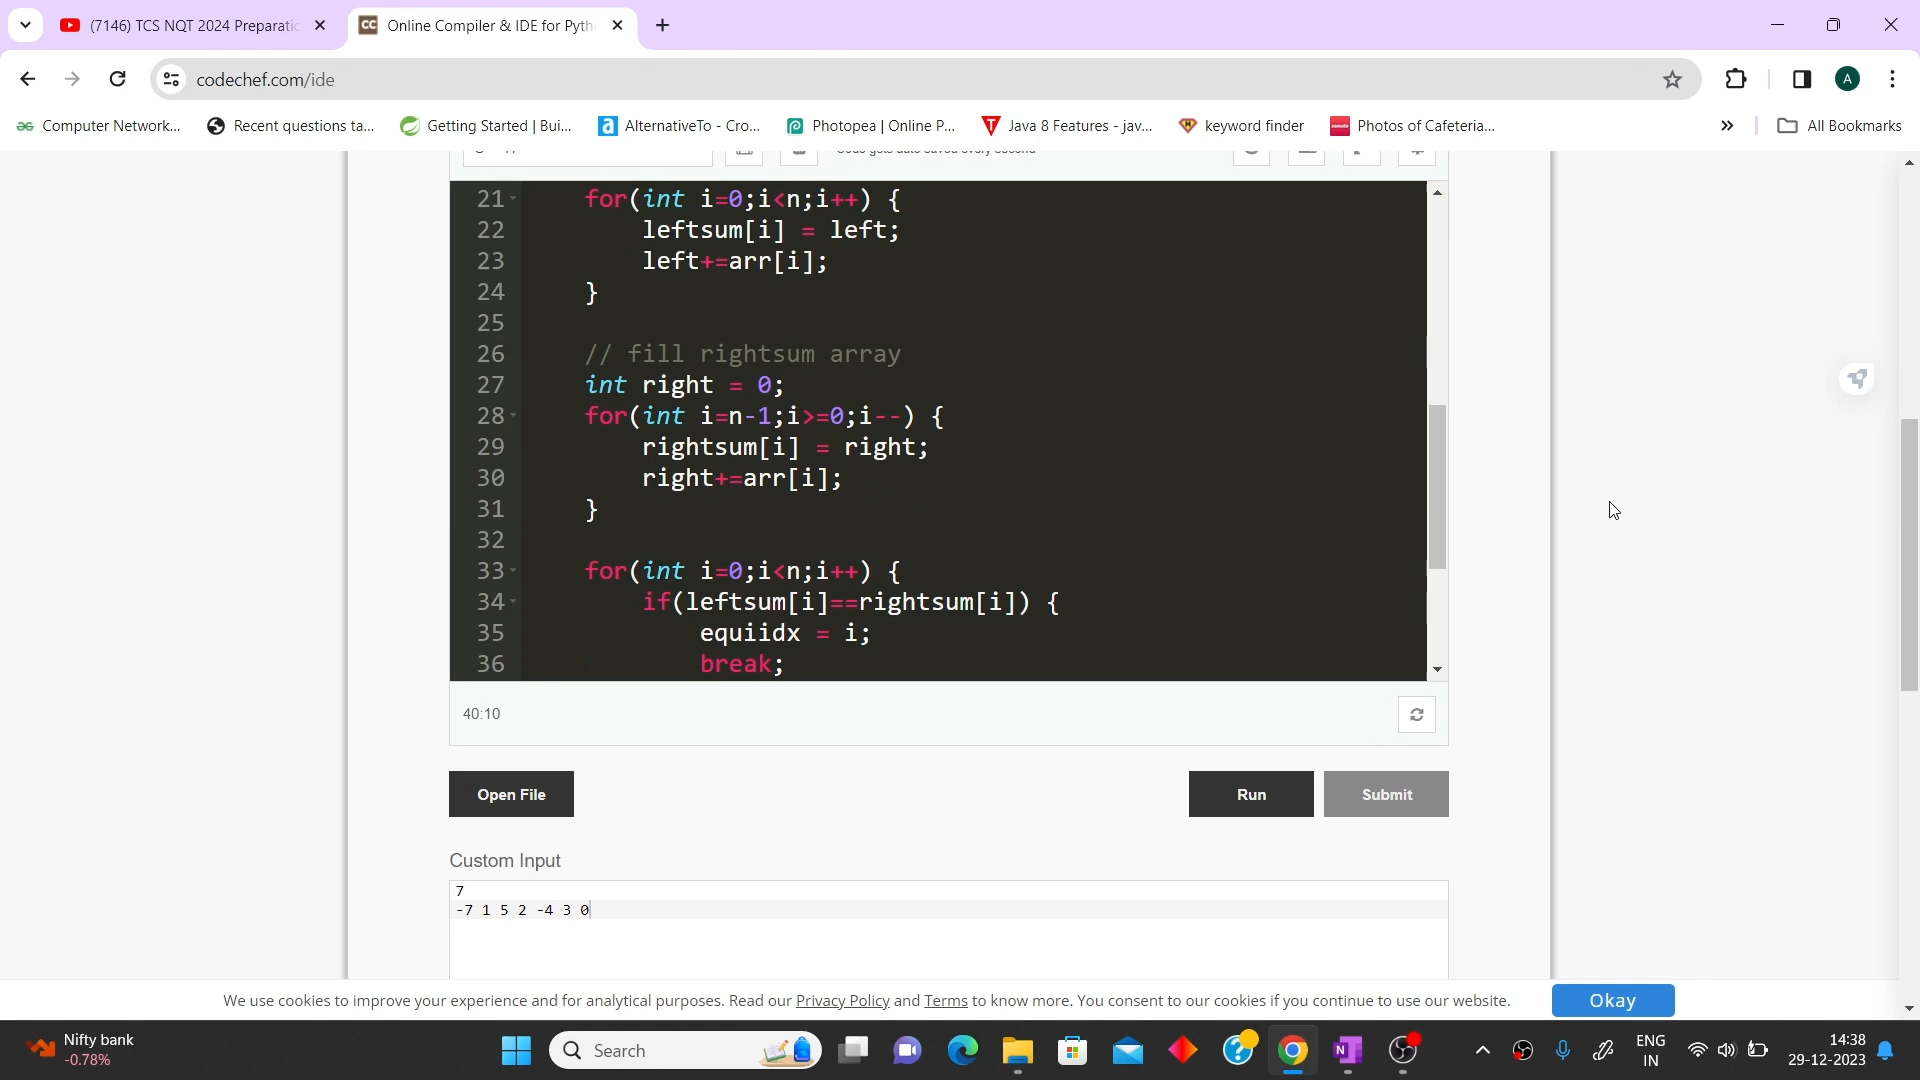 (7146) TCS NQT 2024 Preparatic
CC Online Compiler & IDE for Pyth
codechef.com/ide
A
Computer Network...
Recent questions ta...
Getting Started | Bui...
AlternativeTo - Cro...
Photopea | Online P...
Java 8 Features - jav...
keyword finder
Photos of Cafeteria...
All Bookmarks
21 for(int i=0;i<n;i++) {
22 leftsum[i] = left;
23 left+=arr[i];
24 }
25
26 // fill rightsum array
27 int right = 0;
28 for(int i=n-1;i>=0;i--) {
29 rightsum[i] = right;
30 right+=arr[i];
31 }
32
33 for(int i=0;i<n;i++) {
34 if(leftsum[i]==rightsum[i]) {
35 equiidx = i;
36 break;
40:10
Open File
Run
Submit
Custom Input
7
-7 1 5 2 -4 3 0
We use cookies to improve your experience and for analytical purposes. Read our Privacy Policy and Terms to know more. You consent to our cookies if you continue to use our website.
Okay
Nifty bank
-0.78%
Search
ENG
IN
14:38
29-12-2023